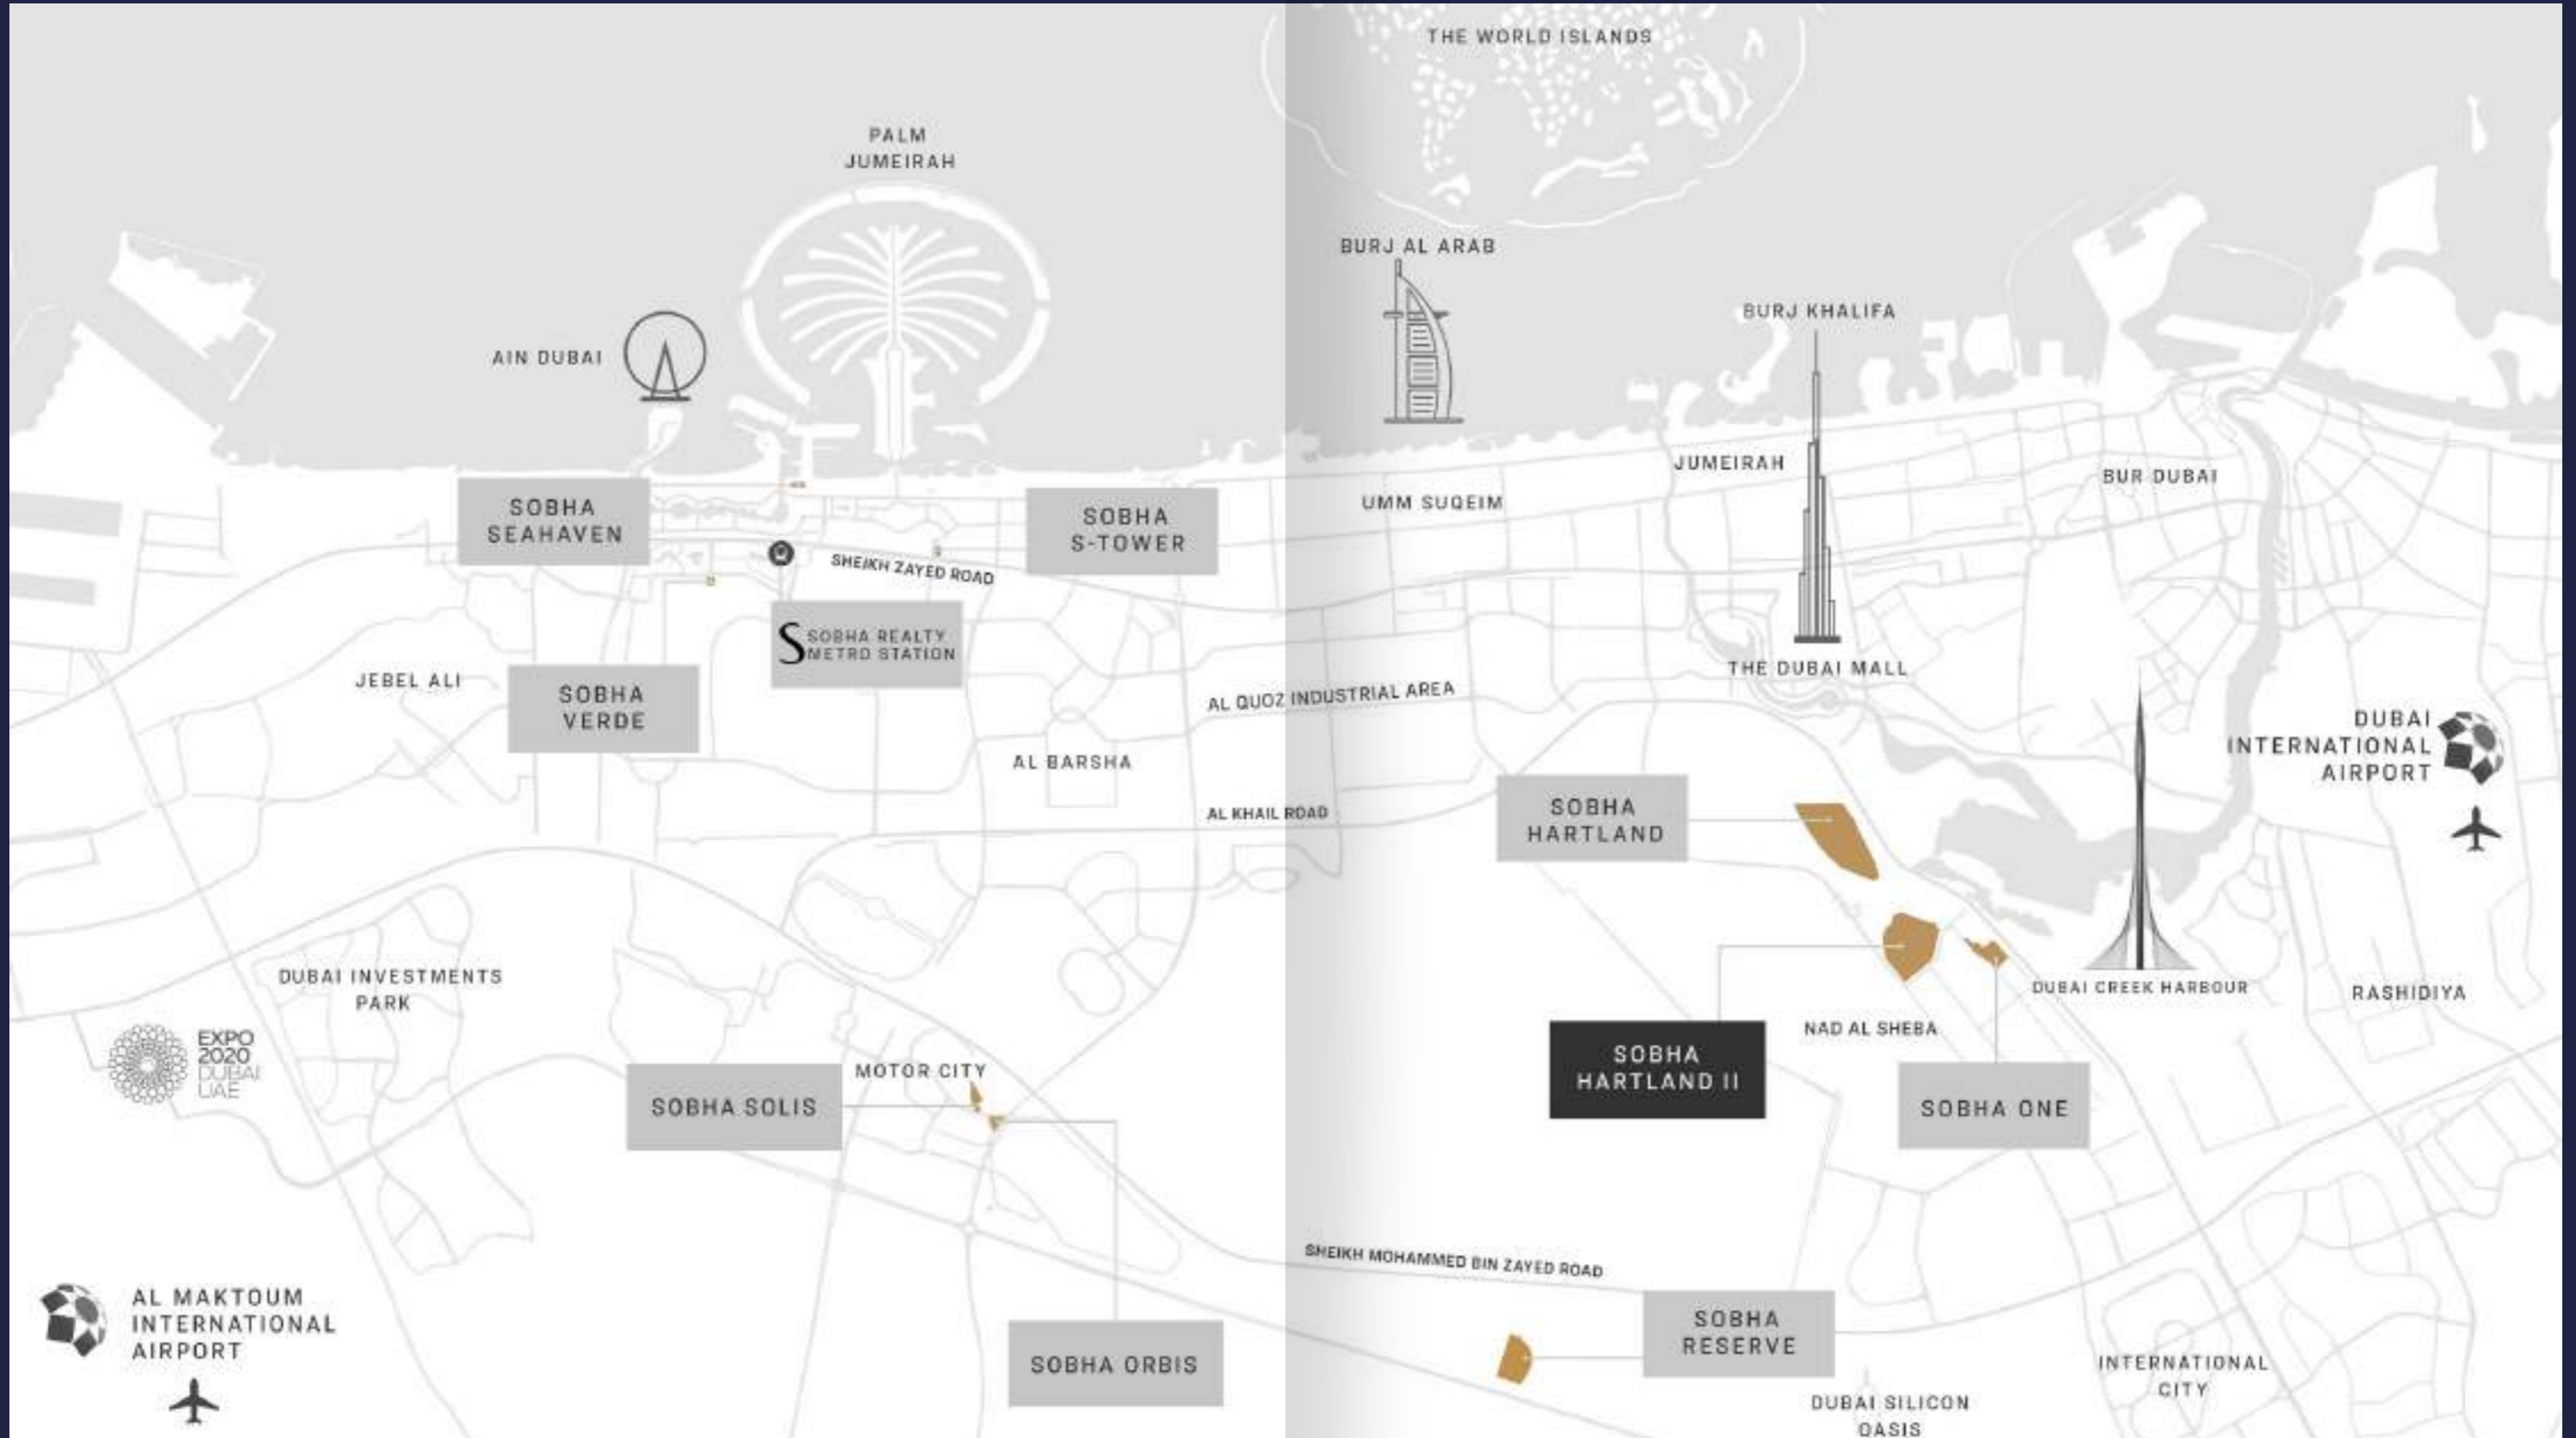 THE WORLD ISLANDS
PALM
JUMEIRAH
BURJ AL ARAB
BURJ KHALIFA
AIN DUBAI
JUMEIRAH
BUR DUBAI
UMM SUQEIM
SOBHA
SEAHAVEN
SOBHA
S-TOWER
SHEIKH ZAYED ROAD
S SOBHA REALTY
METRO STATION
THE DUBAI MALL
JEBEL ALI
SOBHA
VERDE
AL QUOZ INDUSTRIAL AREA
DUBAI
INTERNATIONAL
AIRPORT
AL BARSHA
AL KHAIL ROAD
SOBHA
HARTLAND
DUBAI INVESTMENTS
PARK
DUBAI CREEK HARBOUR
RASHIDIYA
EXPO
2020
DUBAI
UAE
NAD AL SHEBA
SOBHA
HARTLAND II
MOTOR CITY
SOBHA SOLIS
SOBHA ONE
SHEIKH MOHAMMED BIN ZAYED ROAD
AL MAKTOUM
INTERNATIONAL
AIRPORT
SOBHA
RESERVE
SOBHA ORBIS
INTERNATIONAL
CITY
DUBAI SILICON
OASIS